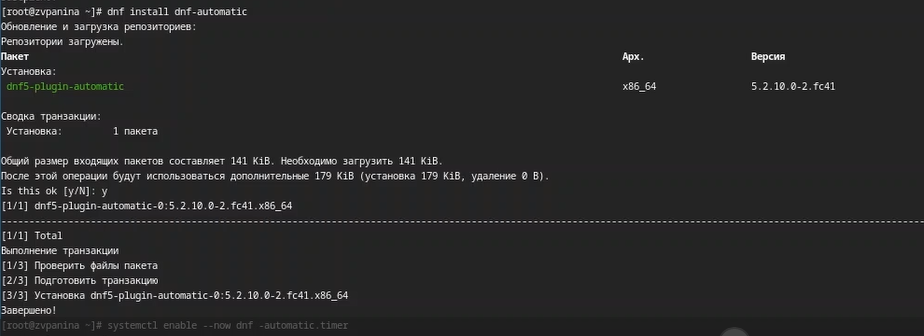 [root@zvpanina ~]# dnf install dnf-automatic
Обновление и загрузка репозиториев:
Репозитории загружены.
Пакет Арх. Версия
Установка:
dnf5-plugin-automatic x86_64 5.2.10.0-2.fc41
Сводка транзакции:
Установка: 1 пакета
Общий размер входящих пакетов составляет 141 KiB. Необходимо загрузить 141 KiB.
После этой операции будут использоваться дополнительные 179 KiB (установка 179 KiB, удаление 0 B).
Is this ok [y/N]: y
[1/1] dnf5-plugin-automatic-0:5.2.10.0-2.fc41.x86_64
[1/1] Total
Выполнение транзакции
[1/3] Проверить файлы пакета
[2/3] Подготовить транзакцию
[3/3] Установка dnf5-plugin-automatic-0:5.2.10.0-2.fc41.x86_64
Завершено!
[root@zvpanina ~]# systemctl enable --now dnf -automatic.timer